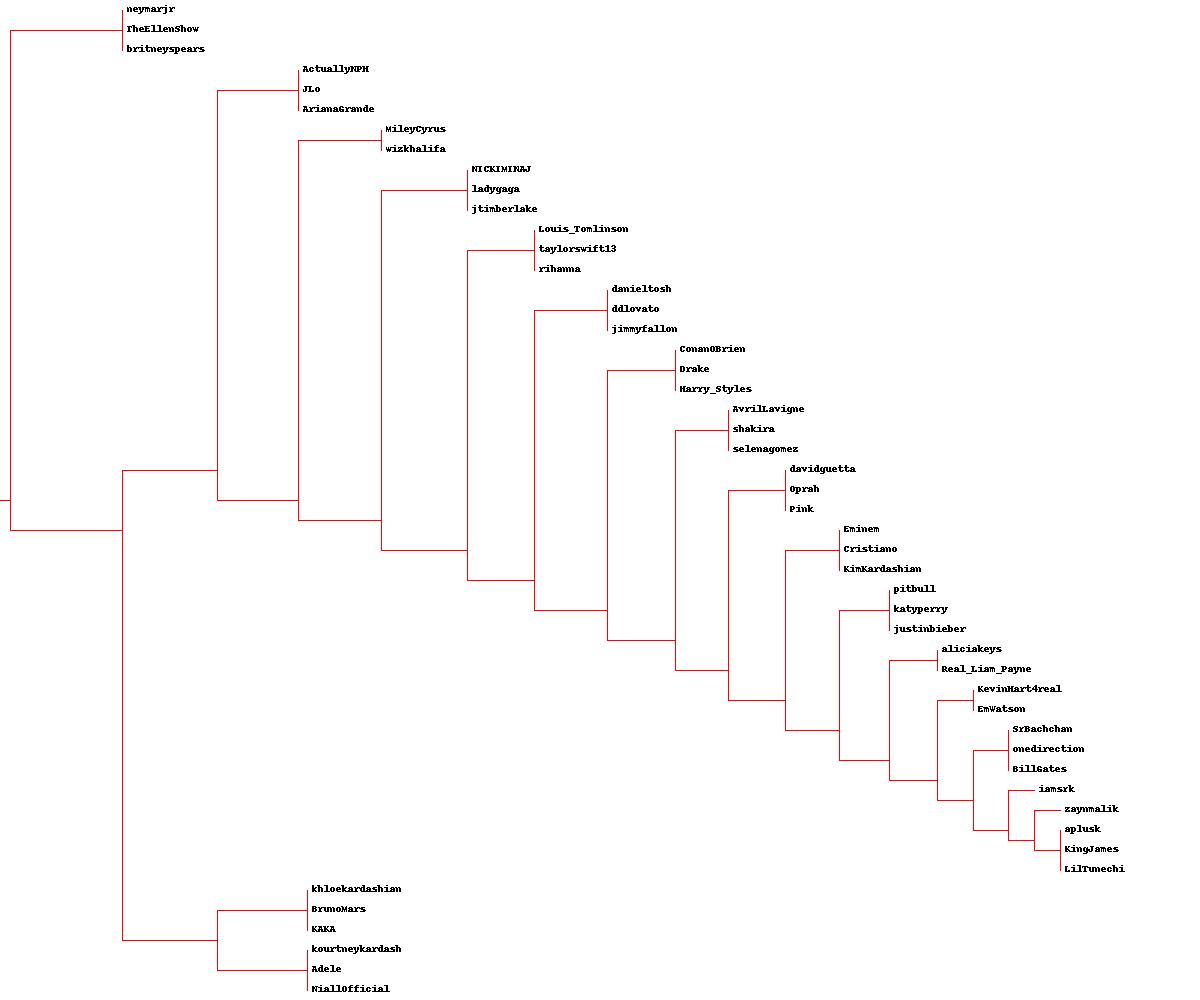 neymarjr
TheEllenShow
britneyspears
ActuallyNPH
JLo
ArianaGrande
MileyCyrus
wizkhalifa
NICKIMINAJ
ladygaga
jtimberlake
Louis_Tomlinson
taylorswift13
rihanna
danieltosh
ddlovato
jimmyfallon
ConanOBrien
Drake
Harry_Styles
AvrilLavigne
shakira
selenagomez
davidguetta
Oprah
Pink
Eminem
Cristiano
KimKardashian
pitbull
katyperry
justinbieber
aliciakeys
Real_Liam_Payne
KevinHart4real
EmWatson
SrBachchan
onedirection
BillGates
iamsrk
zaynmalik
aplusk
KingJames
LilTunechi
khloekardashian
BrunoMars
KAKA
kourtneykardash
Adele
NiallOfficial